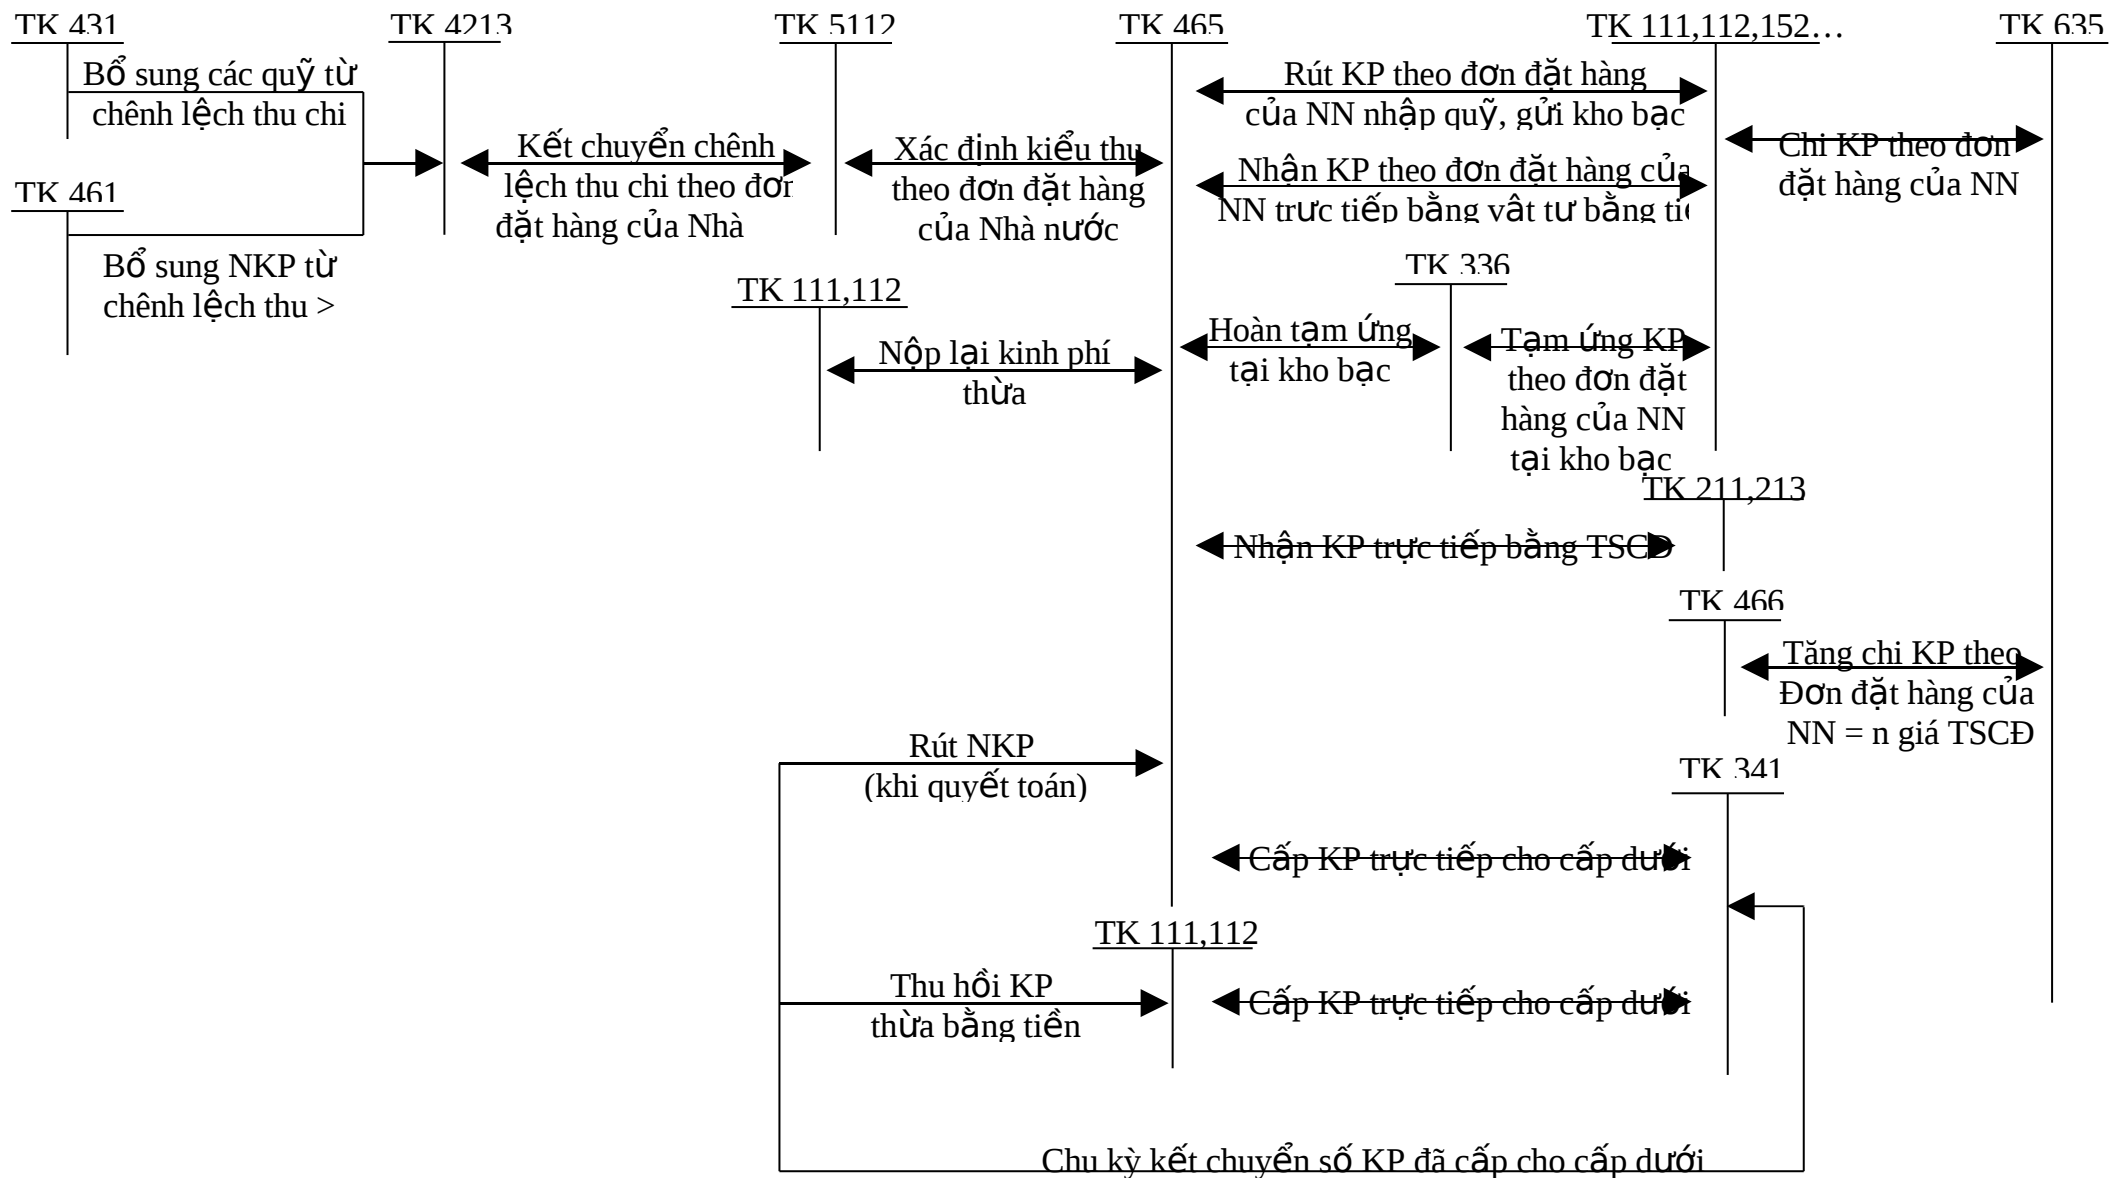 TK 431
TK 4213
TK 5112
TK 465
TK 111,112,152…
TK 635
Bổ sung các quỹ từ
chênh lệch thu chi
Kết chuyển chênh
lệch thu chi theo đơn
đặt hàng của Nhà
Xác định kiểu thu
theo đơn đặt hàng
của Nhà nước
Rút KP theo đơn đặt hàng
của NN nhập quỹ, gửi kho bạc
Nhận KP theo đơn đặt hàng của
NN trực tiếp bằng vật tư bằng
Chi KP theo đơn
đặt hàng của NN
TK 461
Bổ sung NKP từ
chênh lệch thu >
TK 111,112
Nộp lại kinh phí
thừa
TK 336
Hoàn tạm ứng
tại kho bạc
Tạm ứng KP
theo đơn đặt
hàng của NN
tại kho bạc
TK 211,213
Nhận KP trực tiếp bằng TSCĐ
TK 466
Tăng chi KP theo
Đơn đặt hàng của
NN = n giá TSCĐ
Rút NKP
(khi quyết toán)
TK 341
Cấp KP trực tiếp cho cấp dưới
TK 111,112
Thu hồi KP
thừa bằng tiền
Cấp KP trực tiếp cho cấp dưới
Chu kỳ kết chuyển số KP đã cấp cho cấp dưới